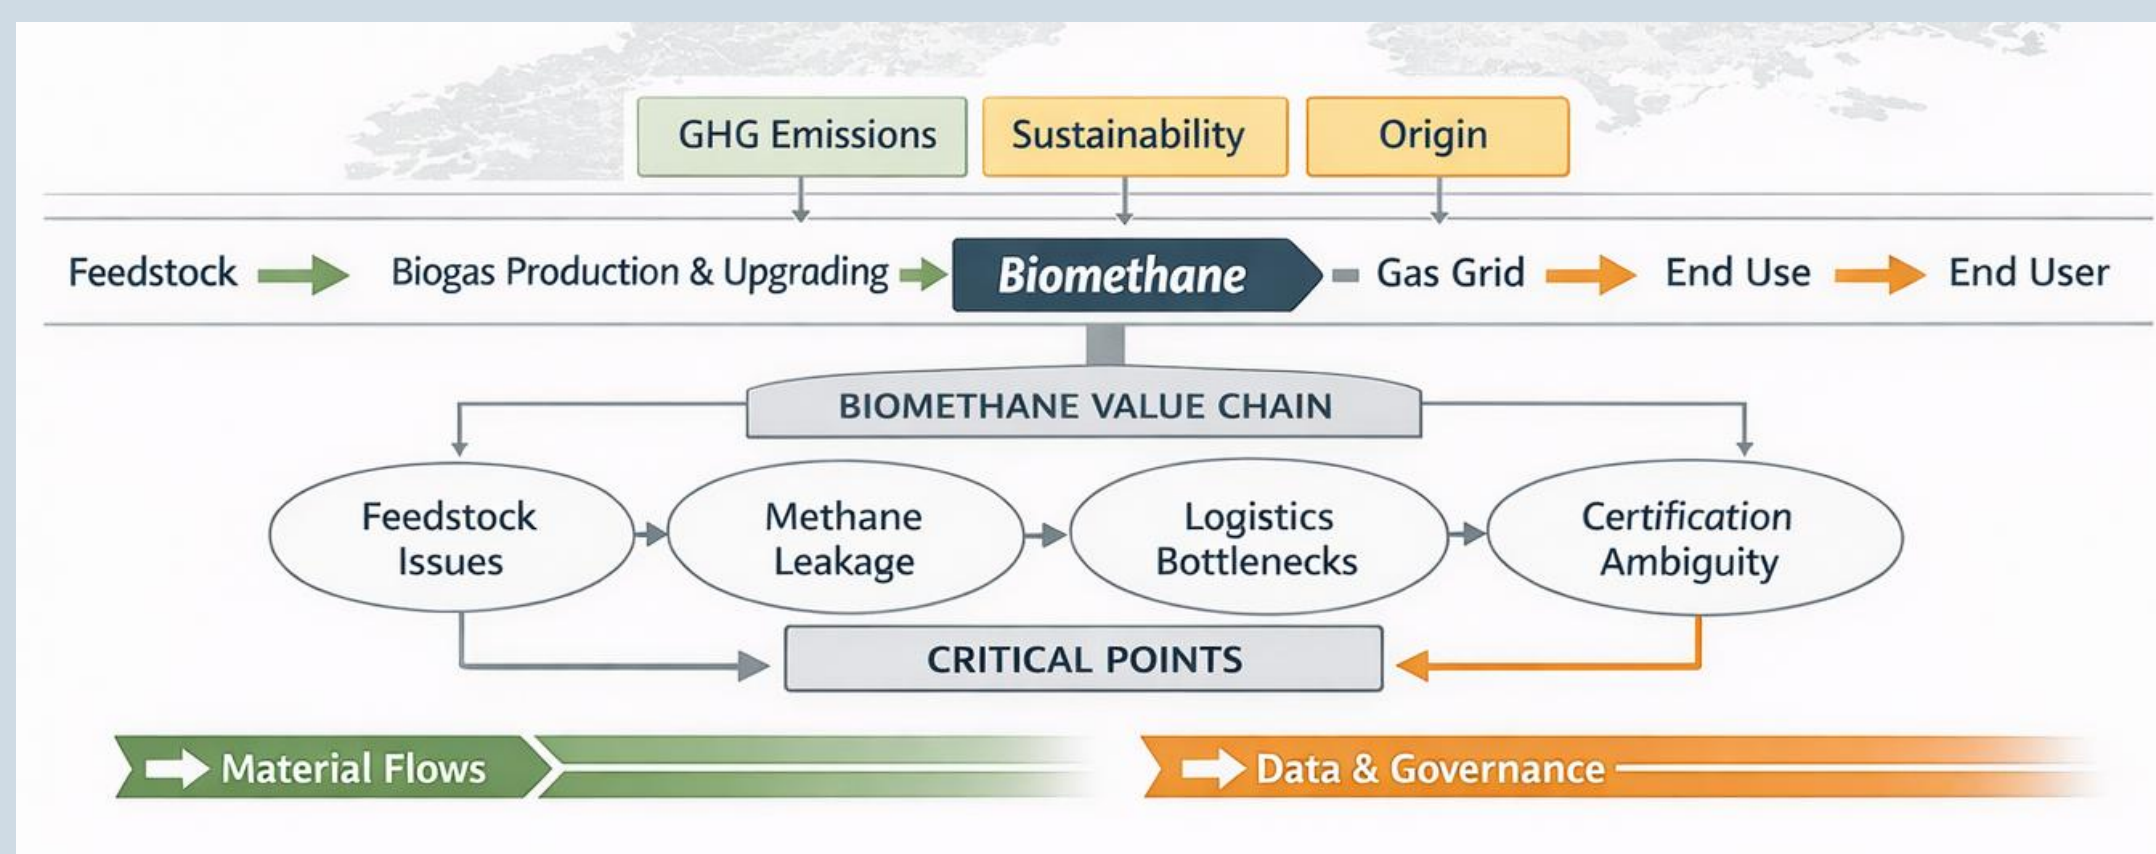 GHG Emissions
Sustainability
Origin
Feedstock
Biogas Production & Upgrading
Biomethane
Gas Grid
End Use
End User
BIOMETHANE VALUE CHAIN
Feedstock
Issues
Methane
Leakage
Logistics
Bottlenecks
Certification
Ambiguity
CRITICAL POINTS
Material Flows
Data & Governance